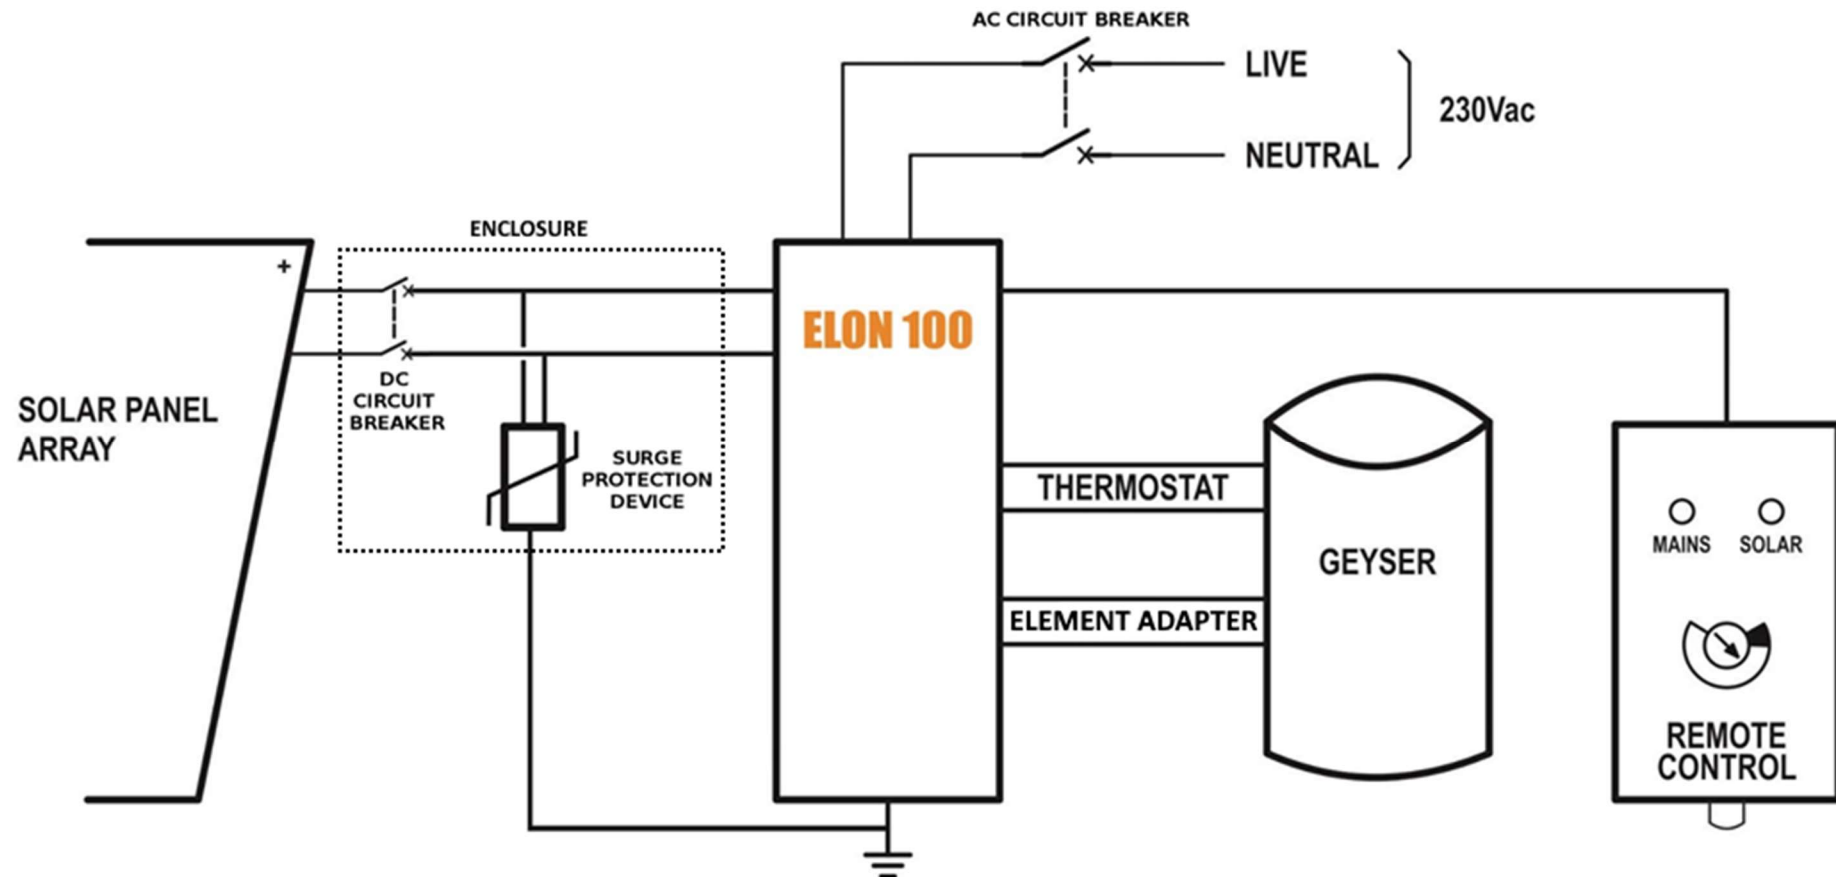 AC CIRCUIT BREAKER
LIVE
230Vac
NEUTRAL
ENCLOSURE
+
ELON 100
DC
CIRCUIT
BREAKER
SOLAR PANEL
ARRAY
SURGE
PROTECTION
DEVICE
THERMOSTAT
GEYSER
ELEMENT ADAPTER
MAINS SOLAR
REMOTE
CONTROL